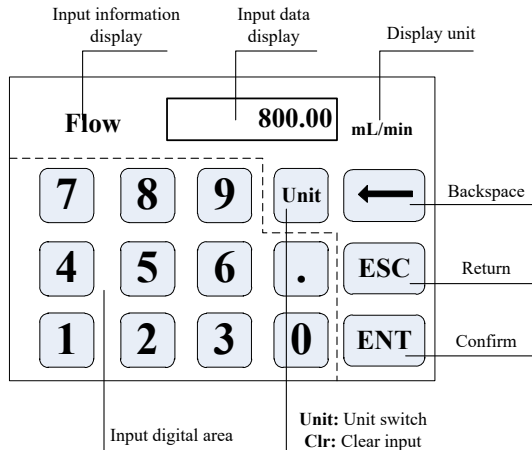 Input information
display
Input data
display
Display unit
Flow
800.00
mL/min
7 8 9 Unit
Backspace
4 5 6 . ESC
Return
1 2 3 0 ENT
Confirm
Input digital area
Unit: Unit switch
Clr: Clear input